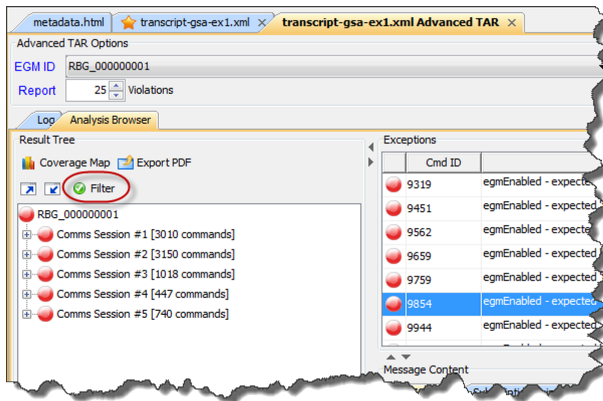 metadata.html
transcript-gsa-ex1.xml
transcript-gsa-ex1.xml Advanced TAR
Advanced TAR Options
EGM ID RBG_000000001
Report 25 Violations
Log
Analysis Browser
Result Tree
Coverage Map
Export PDF
Filter
RBG_000000001
Comms Session #1 [3010 commands]
Comms Session #2 [3150 commands]
Comms Session #3 [1018 commands]
Comms Session #4 [447 commands]
Comms Session #5 [740 commands]
Exceptions
Cmd ID
9319 egmEnabled - expected
9451 egmEnabled - expected
9562 egmEnabled - expected
9659 egmEnabled - expected
9759 egmEnabled - expected
9854 egmEnabled - expected
9944 egmEnabled - expected
Message Content